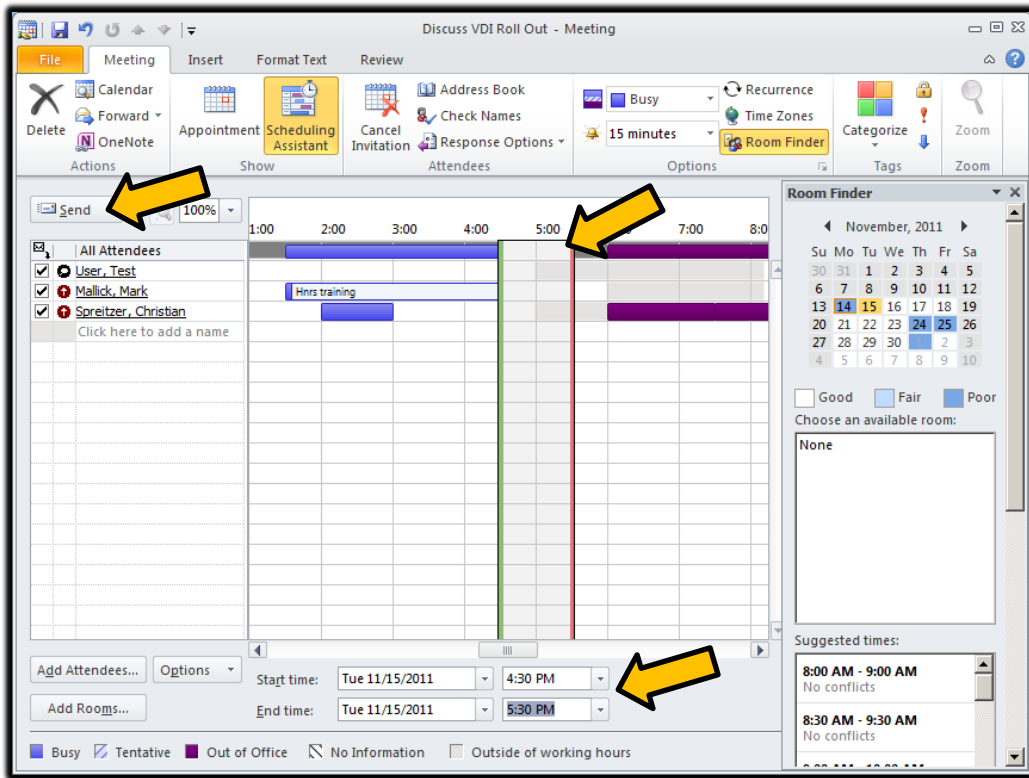 Discuss VDI Roll Out - Meeting
File Meeting Insert Format Text Review
Delete
Calendar
Forward
OneNote
Actions
Appointment
Scheduling Assistant
Show
Cancel Invitation
Address Book
Check Names
Response Options
Attendees
Busy
15 minutes
Recurrence
Time Zones
Room Finder
Options
Categorize
Tags
Zoom
Zoom
Send
100%
1:00 2:00 3:00 4:00 5:00 7:00 8:0
All Attendees
User, Test
Mallick, Mark
Hnrs training
Spreitzer, Christian
Click here to add a name
Add Attendees... Options
Add Rooms...
Start time: Tue 11/15/2011 4:30 PM
End time: Tue 11/15/2011 5:30 PM
Busy Tentative Out of Office No Information Outside of working hours
Room Finder
November, 2011
Su Mo Tu We Th Fr Sa
30 31 1 2 3 4 5
6 7 8 9 10 11 12
13 14 15 16 17 18 19
20 21 22 23 24 25 26
27 28 29 30 1 2 3
4 5 6 7 8 9 10
Good Fair Poor
Choose an available room:
None
Suggested times:
8:00 AM - 9:00 AM
No conflicts
8:30 AM - 9:30 AM
No conflicts